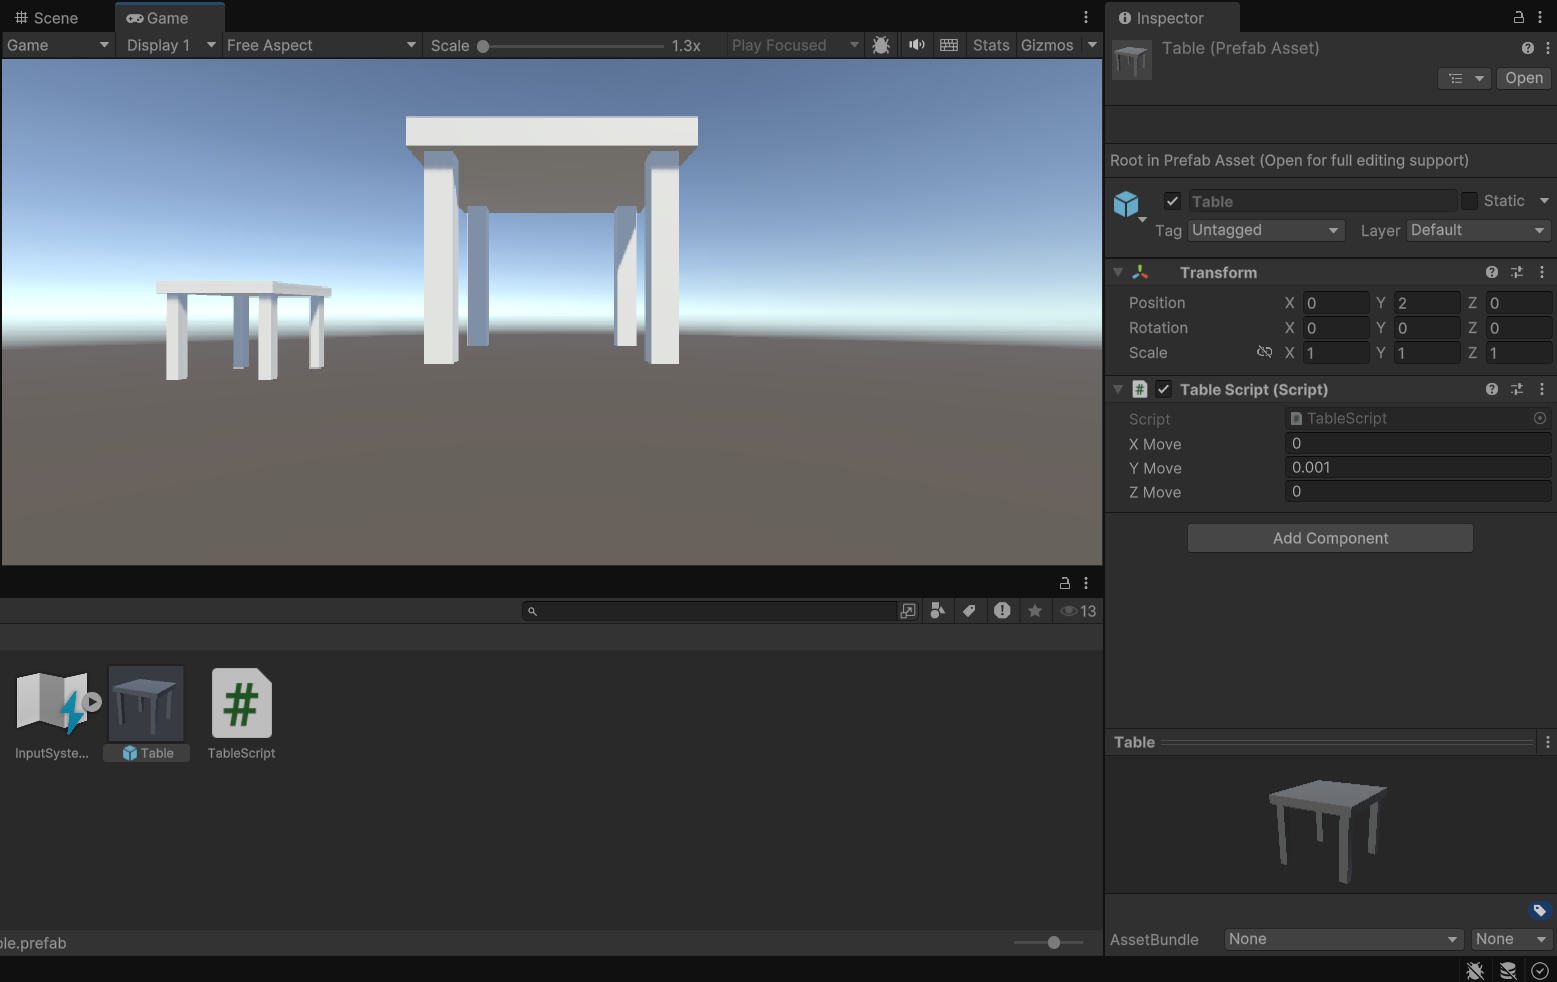 Scene
Game
Game
Display 1
Free Aspect
Scale
1.3x
Play Focused
Stats
Gizmos
13
InputSyste...
Table
TableScript
ble.prefab
Inspector
Table (Prefab Asset)
Open
Root in Prefab Asset (Open for full editing support)
Table
Static
Tag
Untagged
Layer
Default
Transform
Position X 0 Y 2 Z 0
Rotation X 0 Y 0 Z 0
Scale X 1 Y 1 Z 1
# Table Script (Script)
Script TableScript
X Move 0
Y Move 0.001
Z Move 0
Add Component
Table
AssetBundle None None